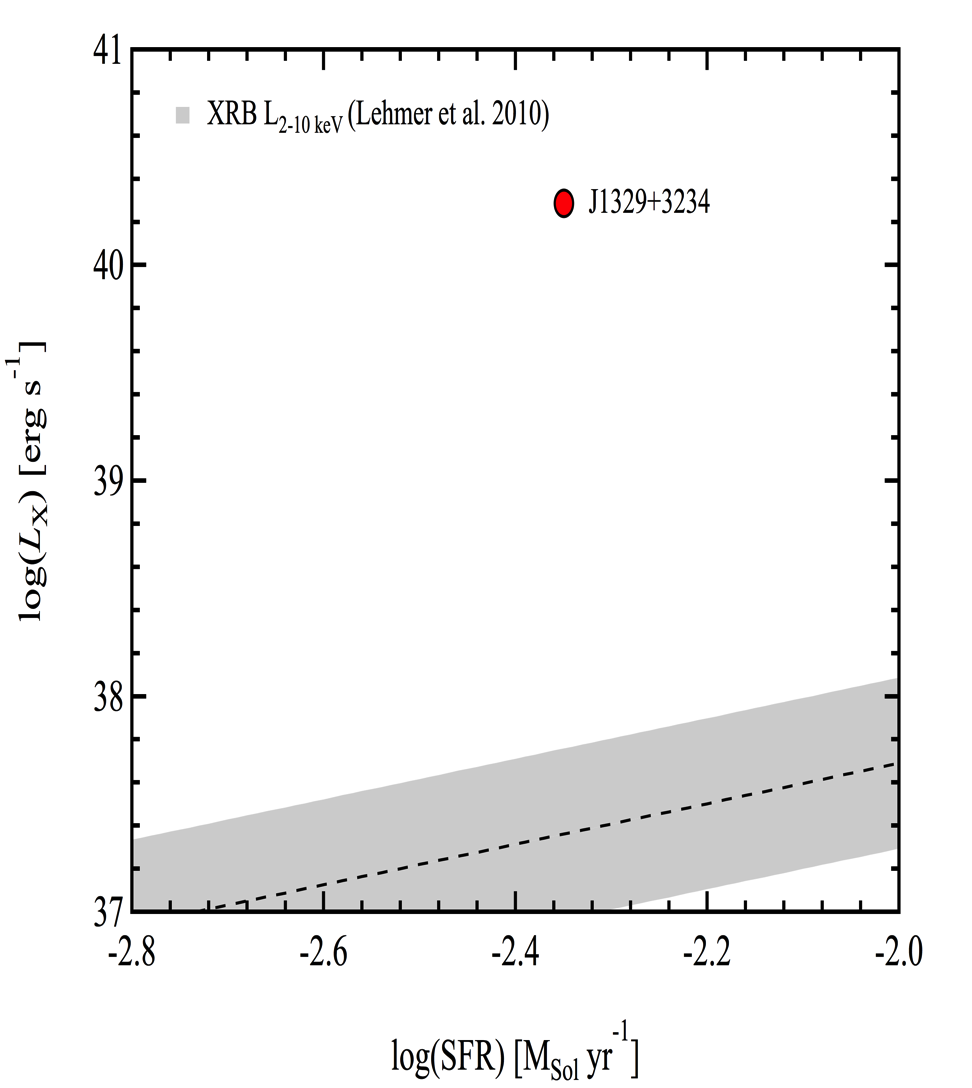 41
XRB L2-10 keV (Lehmer et al. 2010)
J1329+3234
40
log(LX) [erg s-1]
39
38
37
-2.8 -2.6 -2.4 -2.2 -2.0
log(SFR) [MSol yr-1]